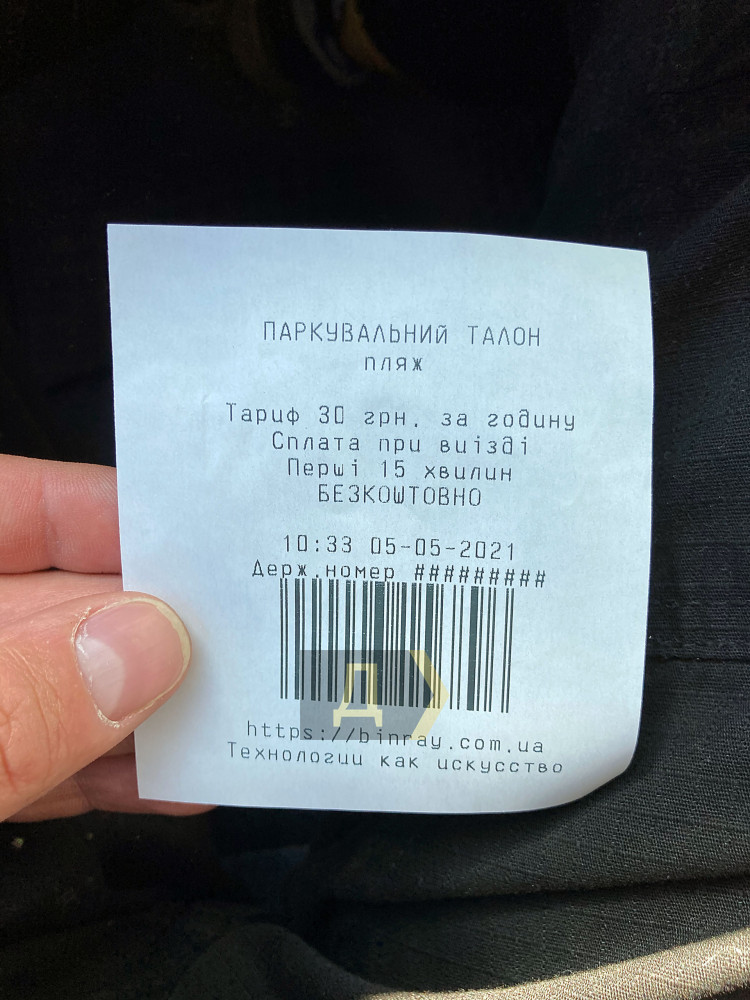 ПАРКУВАЛЬНИЙ ТАЛОН
пляж
Тариф 30 грн. за годину
Сплата при виїзді
Перші 15 хвилин
БЕЗКОШТОВНО
10:33 05-05-2021
Держ.номер #########
Д
https://binray.com.ua
Технологии как искусство